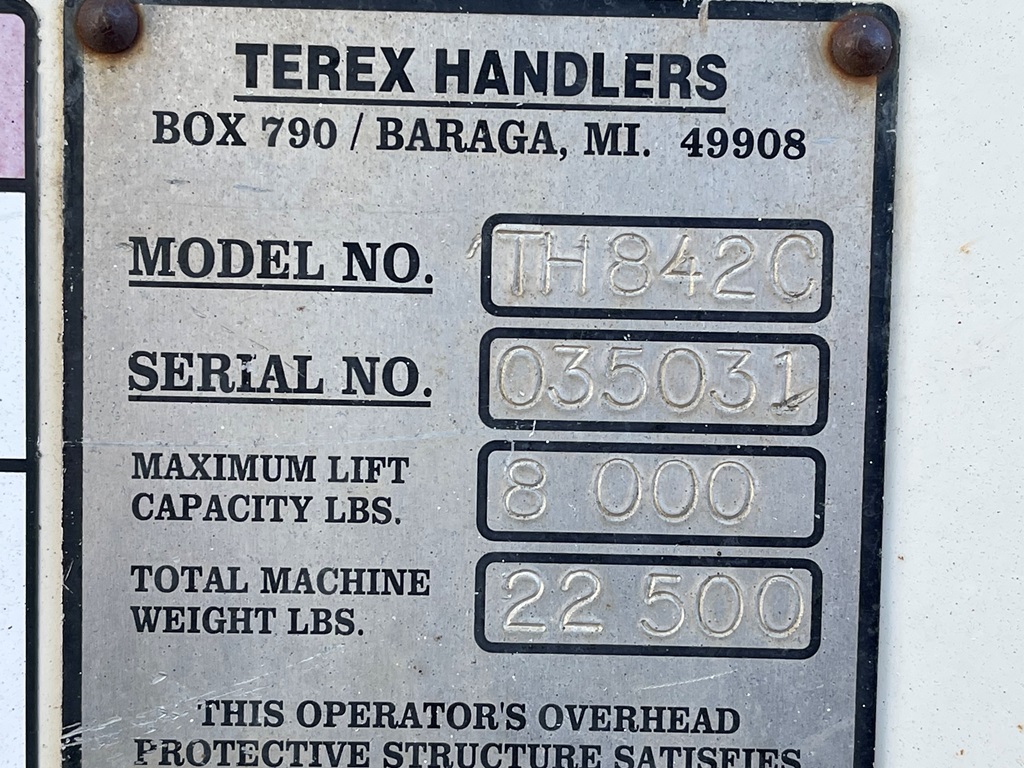 TEREX HANDLERS
BOX 790 / BARAGA, MI. 49908
MODEL NO. TH842C
SERIAL NO. 035031
MAXIMUM LIFT
CAPACITY LBS. 8 000
TOTAL MACHINE
WEIGHT LBS. 22 500
THIS OPERATOR'S OVERHEAD
PROTECTIVE STRUCTURE SATISFIES